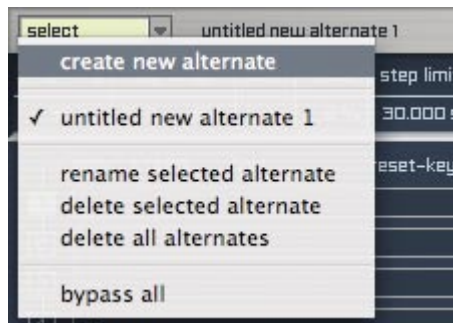 select untitled new alternate 1
create new alternate
step limi
✓ untitled new alternate 1
30.000 s
reset-key
rename selected alternate
delete selected alternate
delete all alternates
bypass all